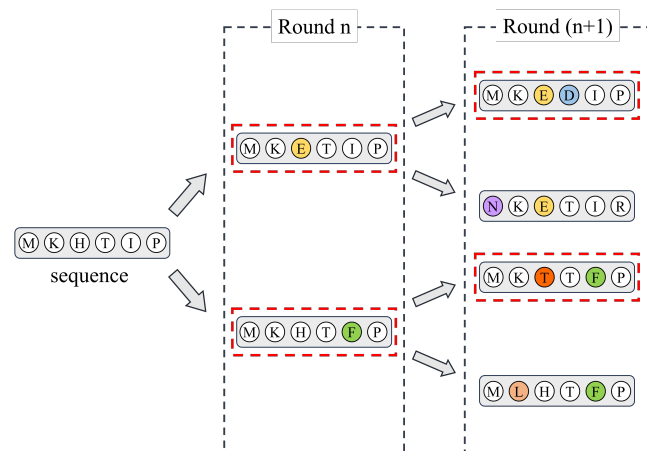 Round n
Round (n+1)
M K E D I P
M K E T I P
N K E T I R
M K H T I P
sequence
M K T T F P
M K H T F P
M L H T F P